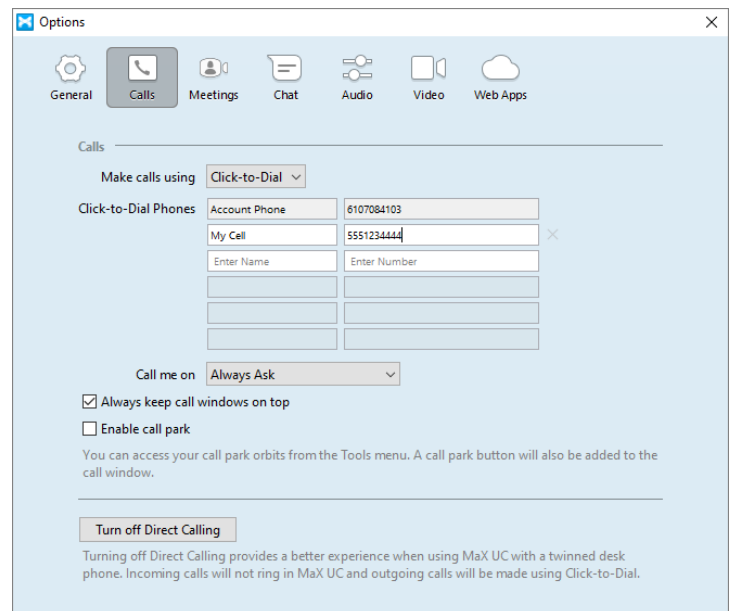 Options
General Calls Meetings Chat Audio Video Web Apps
Calls
Make calls using Click-to-Dial
Click-to-Dial Phones Account Phone 6107084103
My Cell 5551234444
Enter Name Enter Number
Call me on Always Ask
Always keep call windows on top
Enable call park
You can access your call park orbits from the Tools menu. A call park button will also be added to the
call window.
Turn off Direct Calling
Turning off Direct Calling provides a better experience when using MaX UC with a twinned desk
phone. Incoming calls will not ring in MaX UC and outgoing calls will be made using Click-to-Dial.